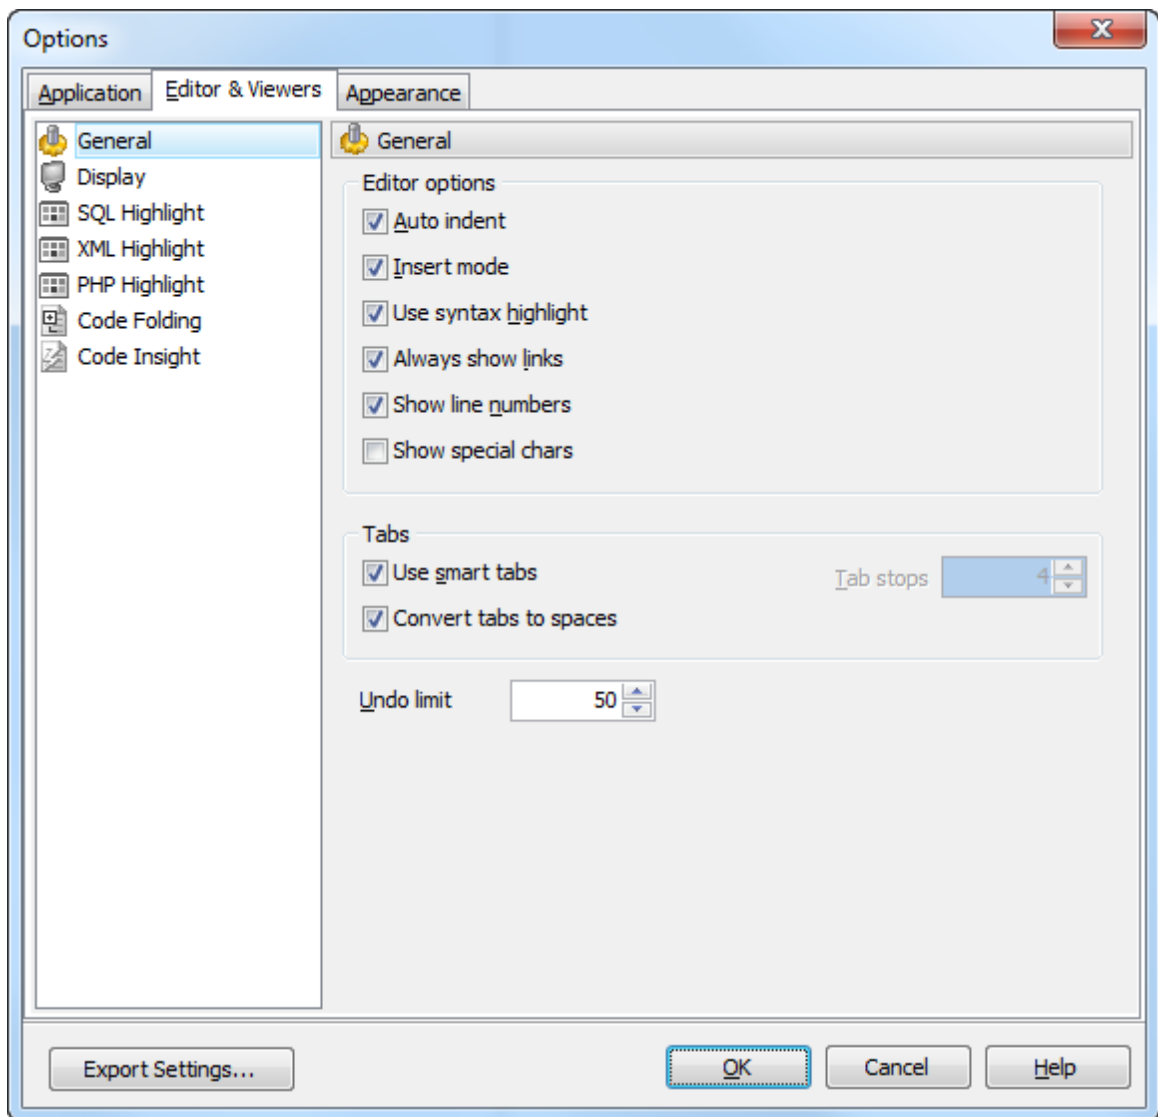 Options
Application
Editor & Viewers
Appearance
General
Display
SQL Highlight
XML Highlight
PHP Highlight
Code Folding
Code Insight
General
Editor options
Auto indent
Insert mode
Use syntax highlight
Always show links
Show line numbers
Show special chars
Tabs
Use smart tabs
Tab stops 4
Convert tabs to spaces
Undo limit 50
Export Settings...
OK
Cancel
Help